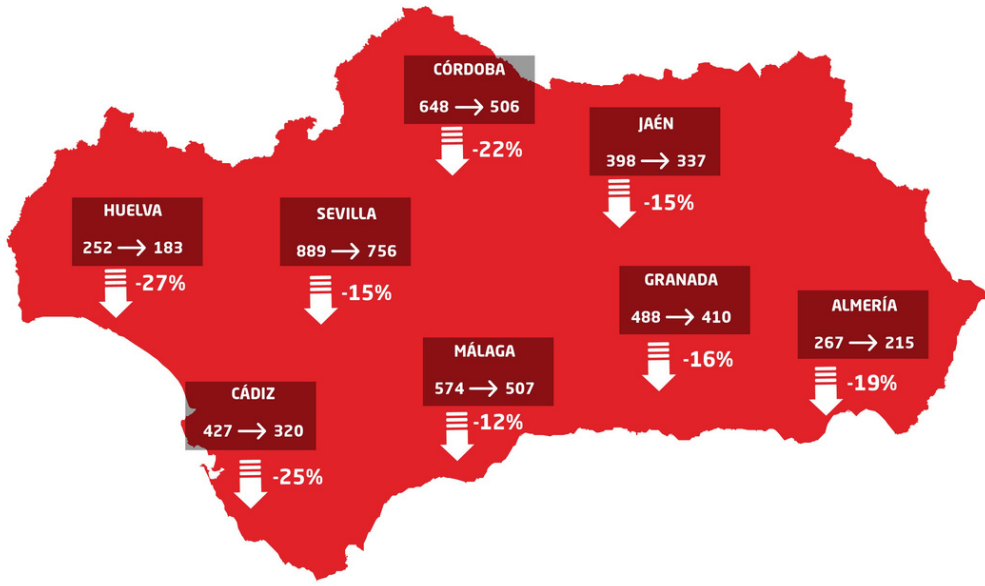 CÓRDOBA
648 → 506
-22%
JAÉN
398 → 337
-15%
HUELVA
252 → 183
-27%
SEVILLA
889 → 756
-15%
GRANADA
488 → 410
-16%
ALMERÍA
267 → 215
-19%
MÁLAGA
574 → 507
-12%
CÁDIZ
427 → 320
-25%